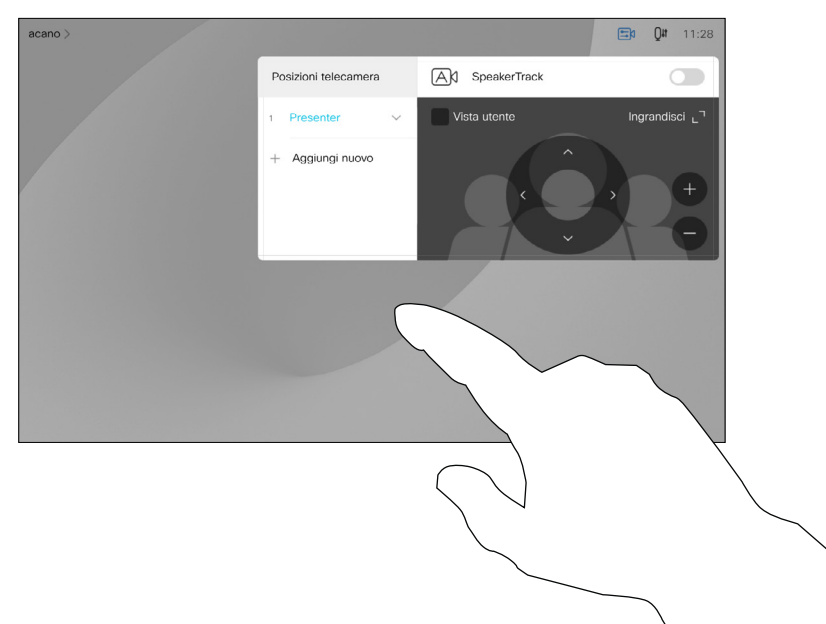 acano
11:28
Posizioni telecamera
SpeakerTrack
1 Presenter
Vista utente
Ingrandisci
+ Aggiungi nuovo